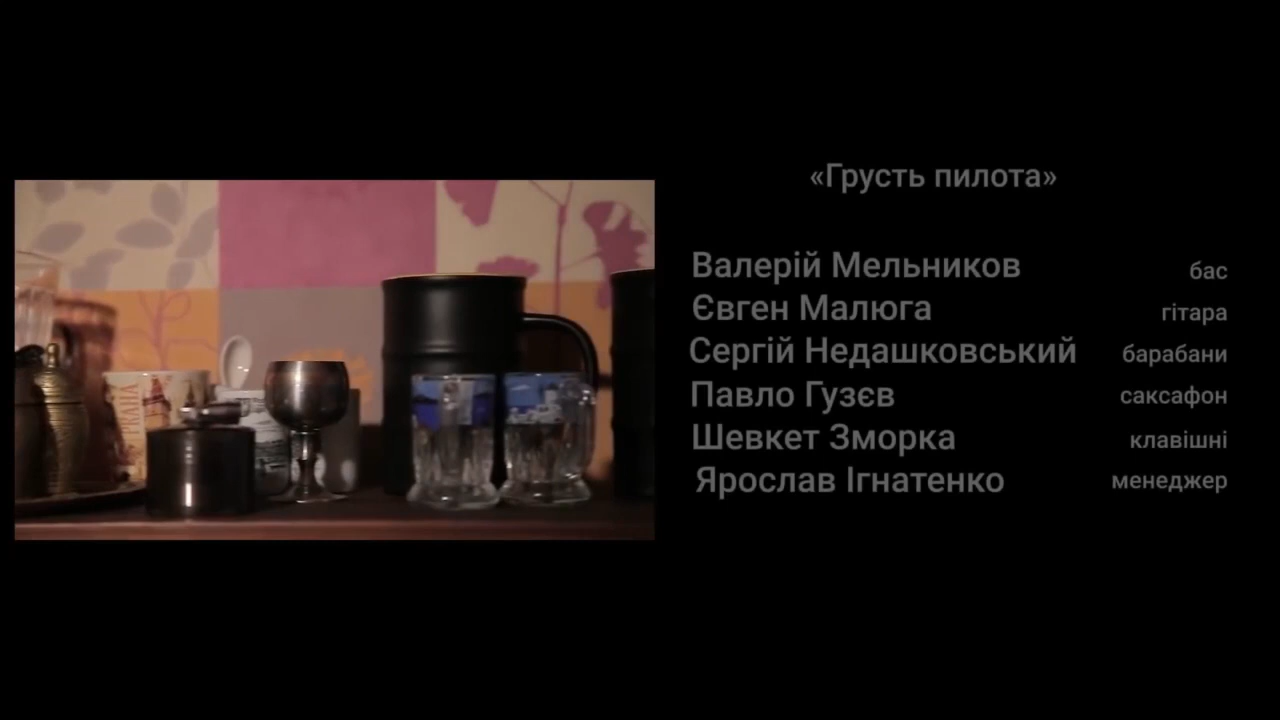 «Грусть пилота»
Валерій Мельников бас
Євген Малюга гітара
Сергій Недашковський барабани
Павло Гузєв саксафон
Шевкет Зморка клавішні
Ярослав Ігнатенко менеджер
PRAHA